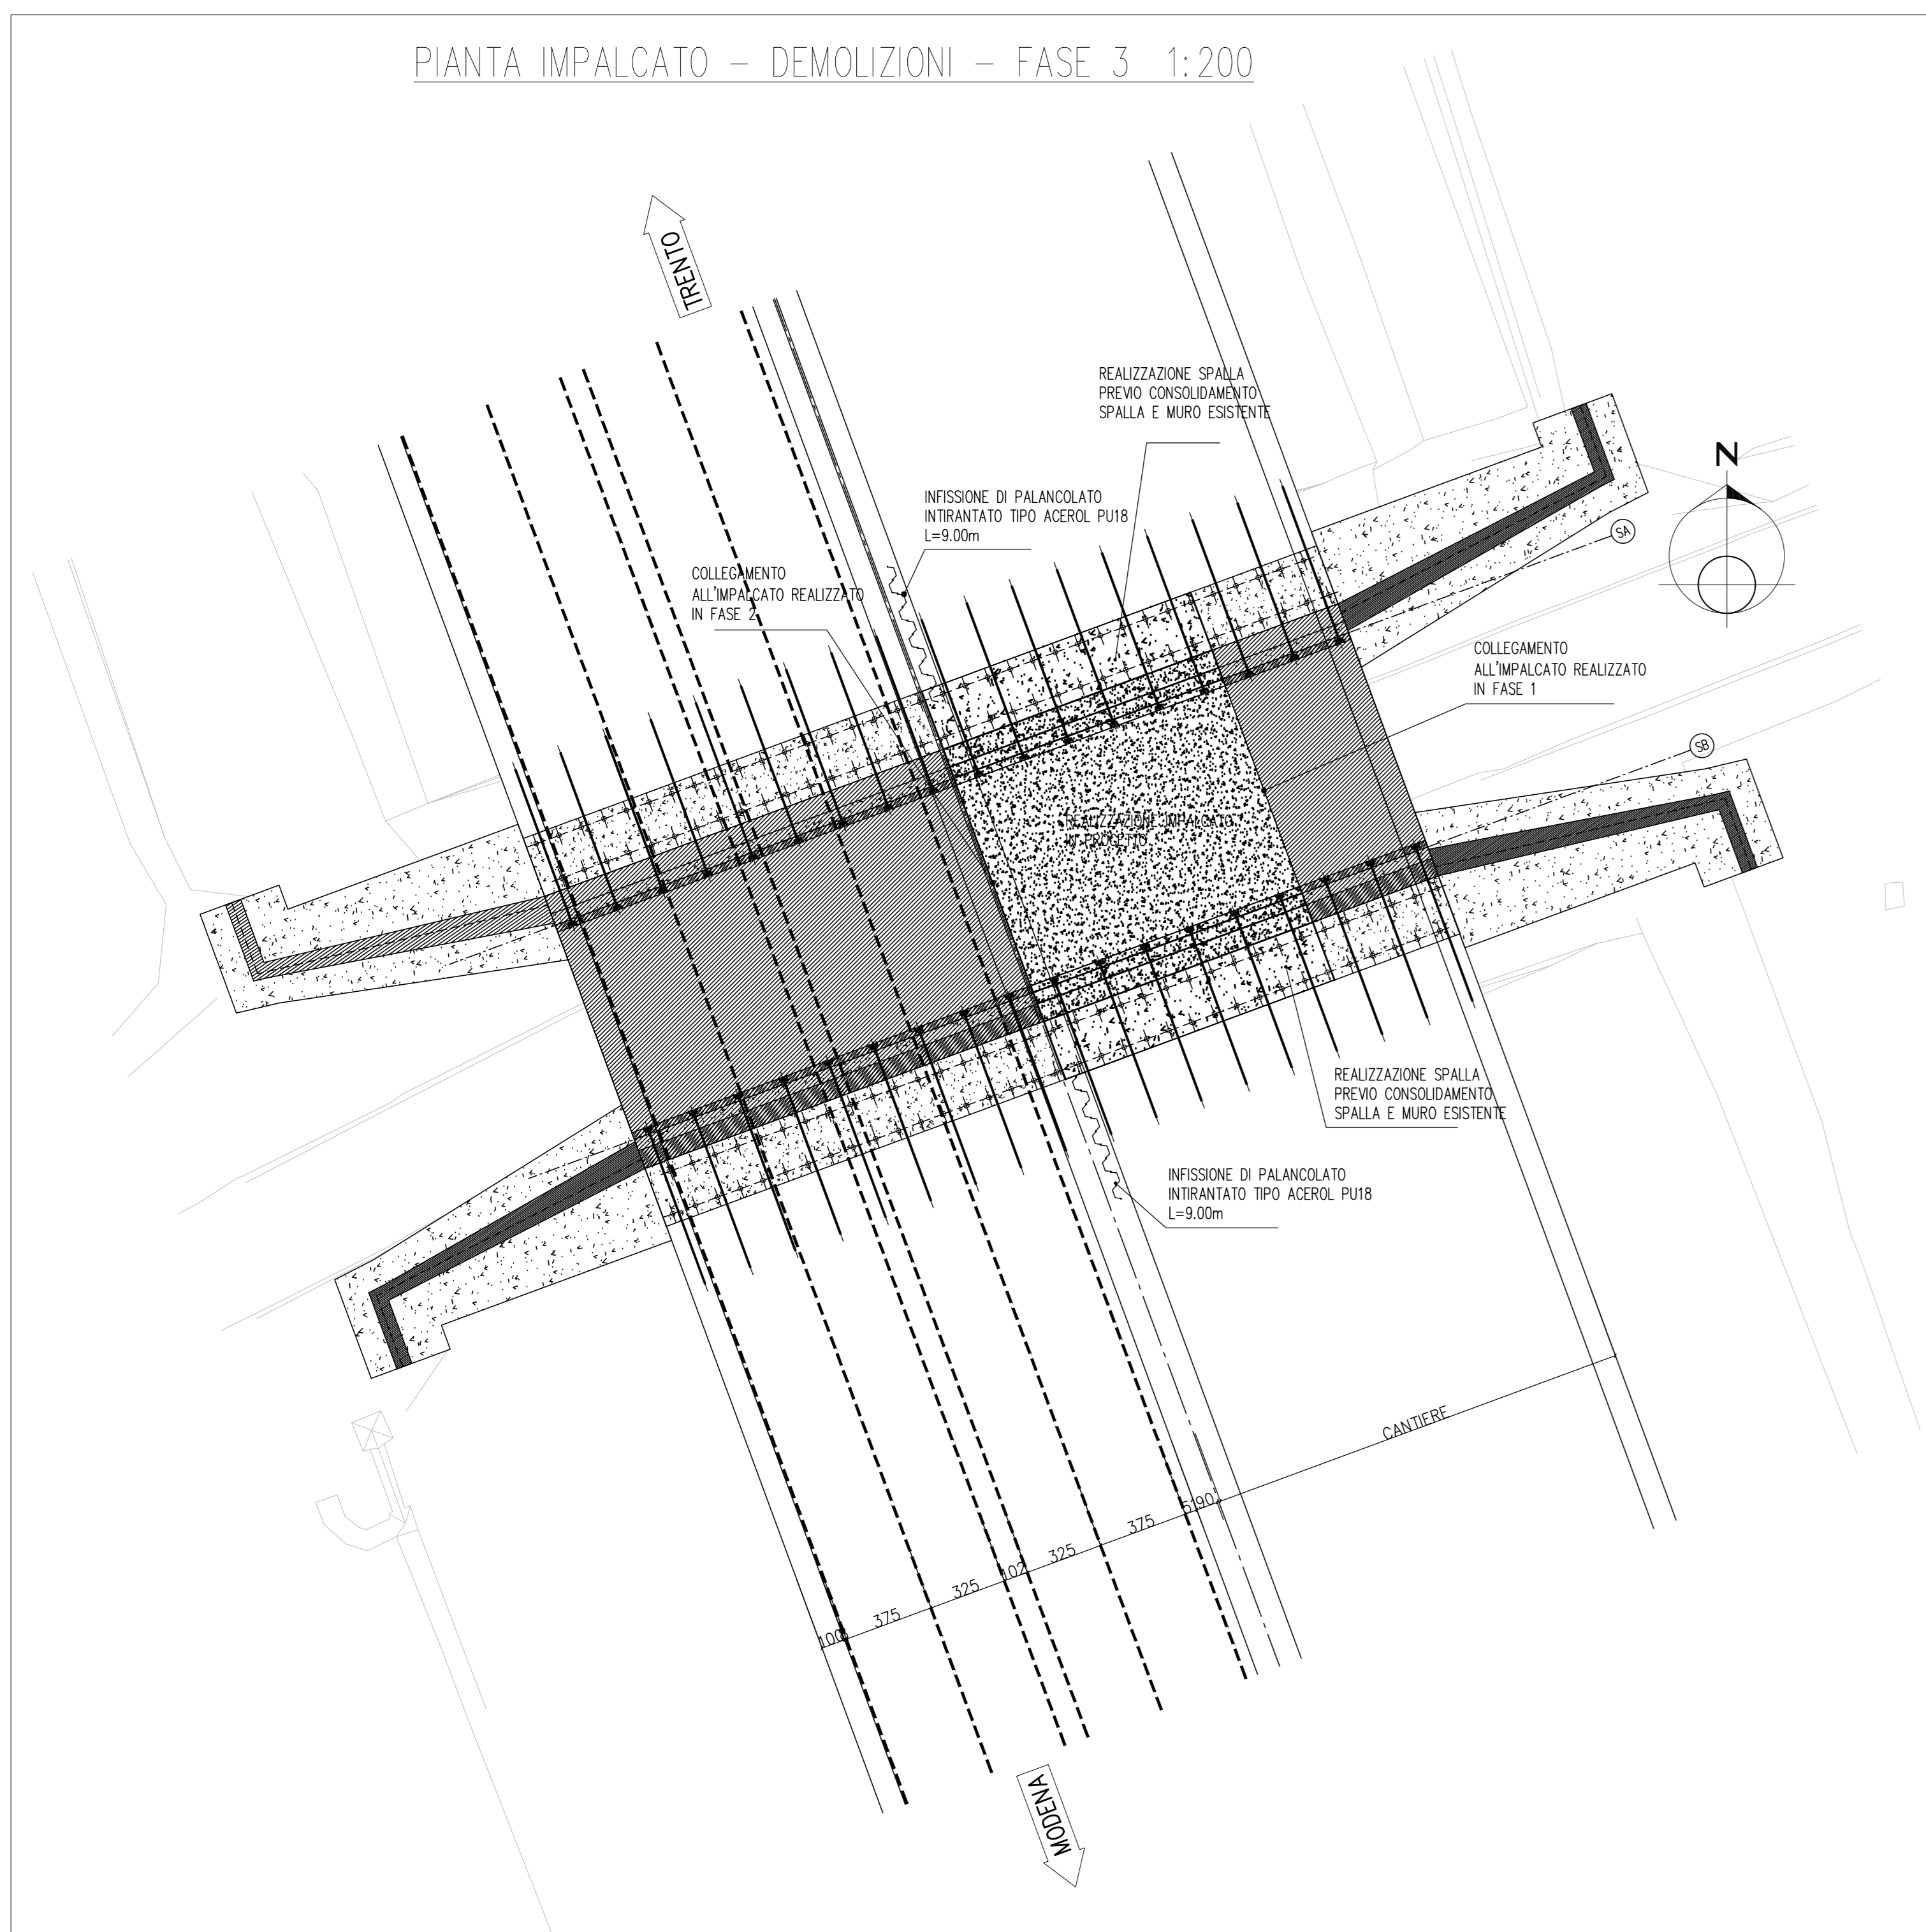 PIANTA IMPALCATO – DEMOLIZIONI – FASE 3 1:200
TRENTO
REALIZZAZIONE SPALLA
PREVIO CONSOLIDAMENTO
SPALLA E MURO ESISTENTE
N
INFISSIONE DI PALANCOLATO
INTIRANTATO TIPO ACEROL PU18
L=9.00m
SA
COLLEGAMENTO
ALL'IMPALCATO REALIZZATO
IN FASE 2
COLLEGAMENTO
ALL'IMPALCATO REALIZZATO
IN FASE 1
SB
REALIZZAZIONE IMPALCATO
IN PROGETTO
REALIZZAZIONE SPALLA
PREVIO CONSOLIDAMENTO
SPALLA E MURO ESISTENTE
INFISSIONE DI PALANCOLATO
INTIRANTATO TIPO ACEROL PU18
L=9.00m
100 375 325 102 325 375 CANTIERE
MODENA